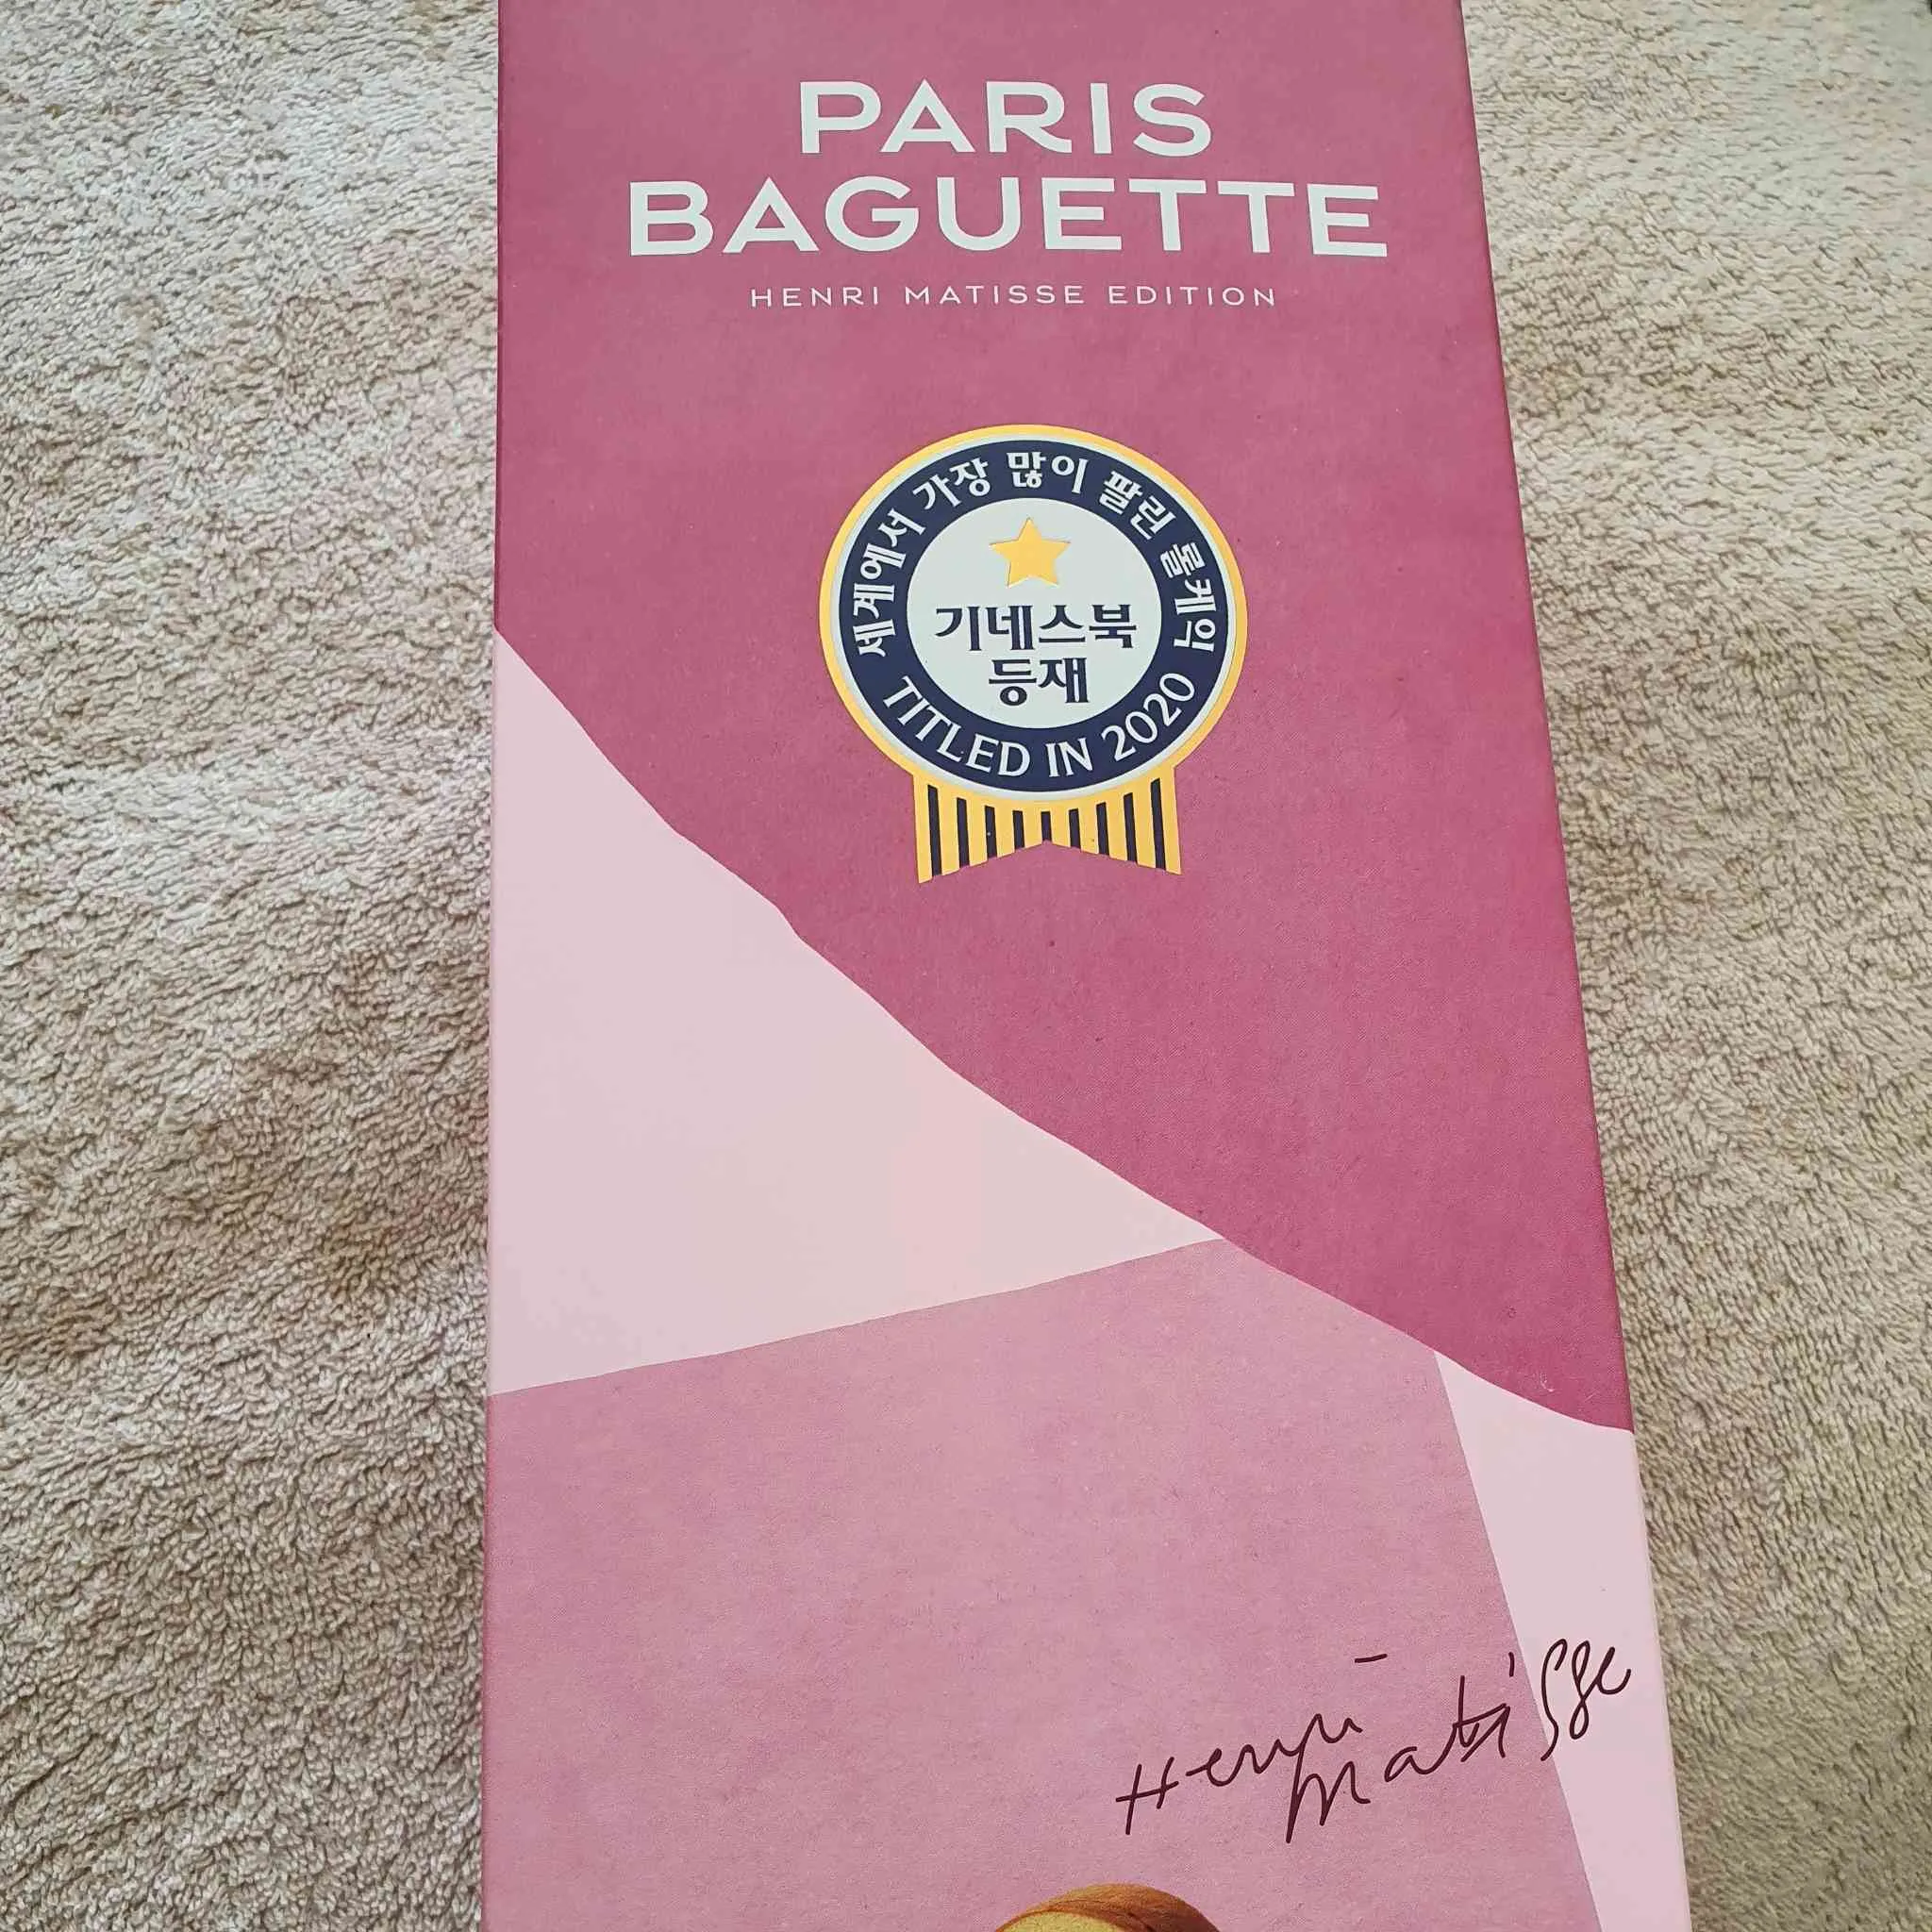 PARIS
BAGUETTE
HENRI MATISSE EDITION
세계에서 가장 많이 팔린 롤케익
기네스북
등재
TITLED IN 2020
Henri
Matisse